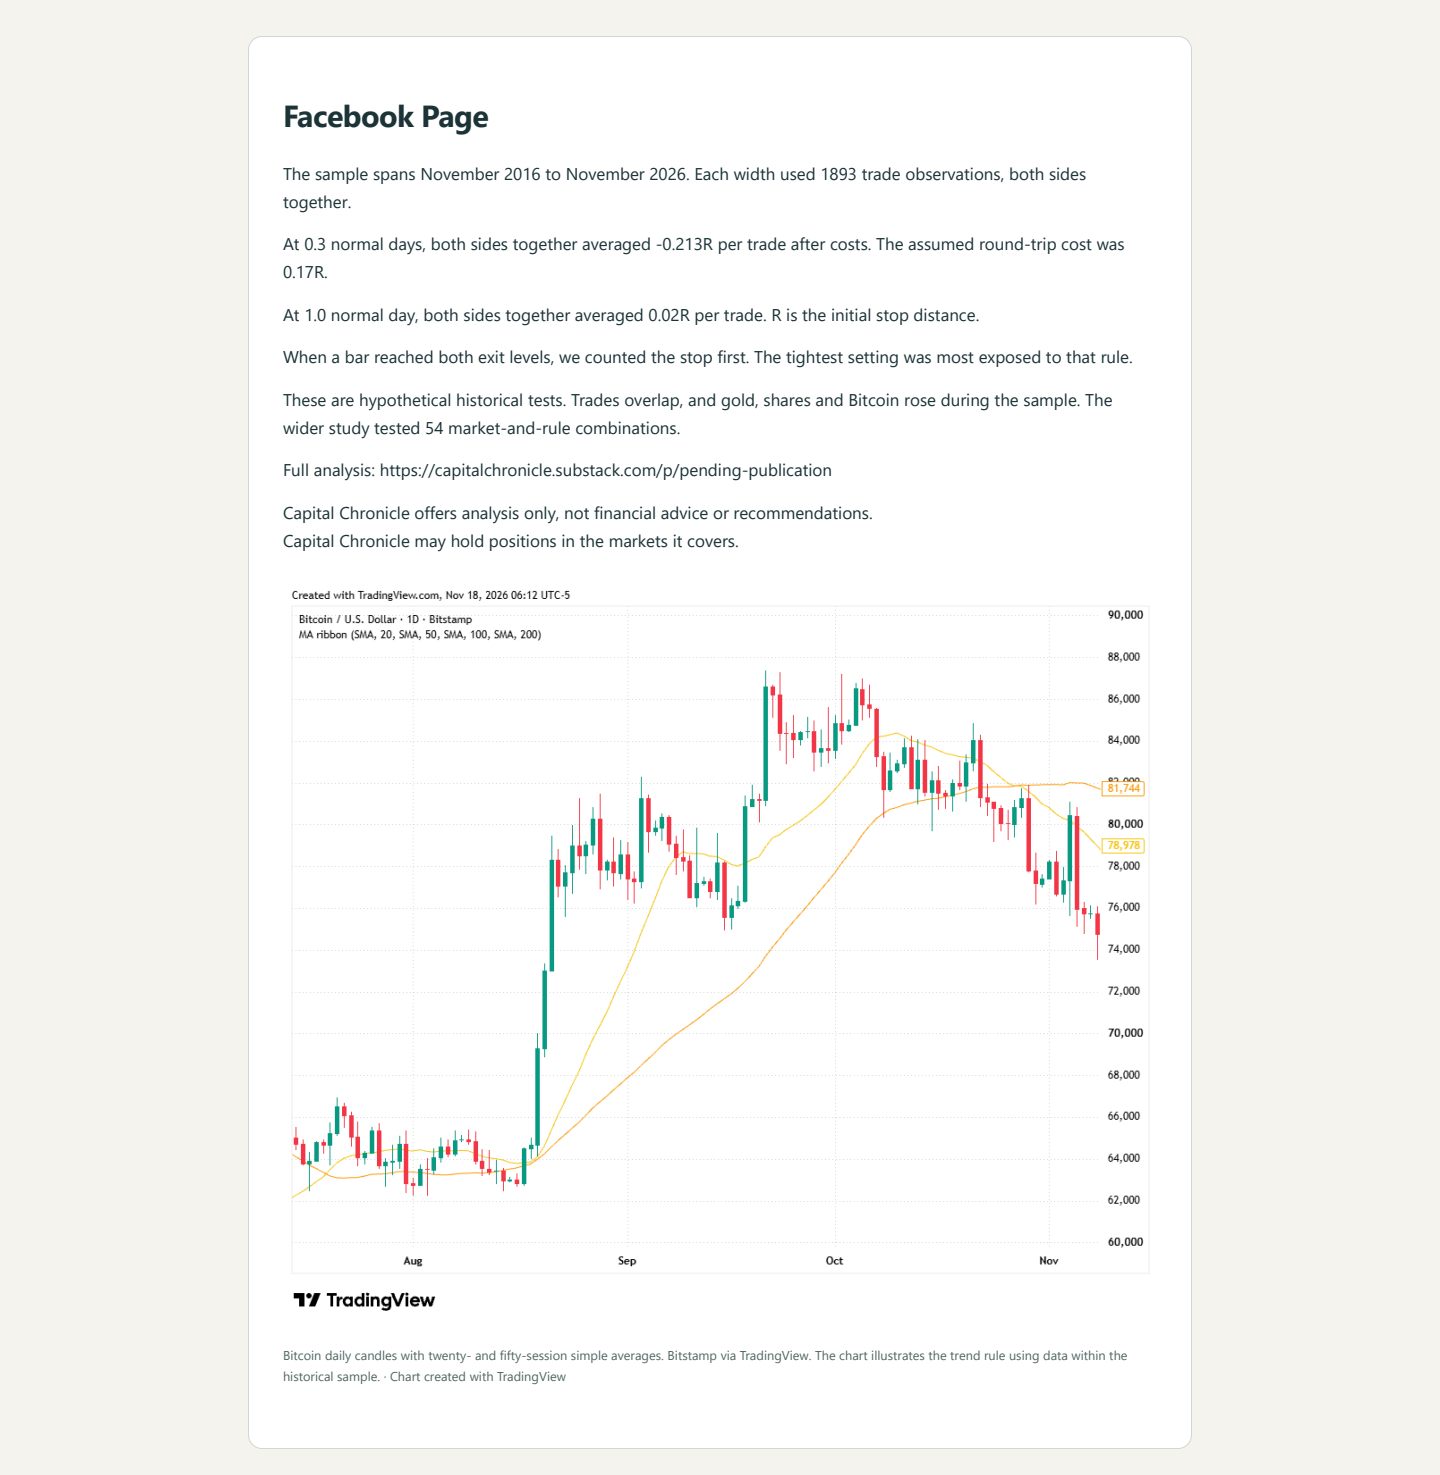 Facebook Page
The sample spans November 2016 to November 2026. Each width used 1893 trade observations, both sides
together.
At 0.3 normal days, both sides together averaged -0.213R per trade after costs. The assumed round-trip cost was
0.17R.
At 1.0 normal day, both sides together averaged 0.02R per trade. R is the initial stop distance.
When a bar reached both exit levels, we counted the stop first. The tightest setting was most exposed to that rule.
These are hypothetical historical tests. Trades overlap, and gold, shares and Bitcoin rose during the sample. The
wider study tested 54 market-and-rule combinations.
Full analysis: https://capitalchronicle.substack.com/p/pending-publication
Capital Chronicle offers analysis only, not financial advice or recommendations.
Capital Chronicle may hold positions in the markets it covers.
Created with TradingView.com, Nov 18, 2026 06:12 UTC-5
Bitcoin / U.S. Dollar · 1D · Bitstamp
MA ribbon (SMA, 20, SMA, 50, SMA, 100, SMA, 200)
90,000
88,000
86,000
84,000
82,000
81,744
80,000
78,978
78,000
76,000
74,000
72,000
70,000
68,000
66,000
64,000
62,000
60,000
Aug Sep Oct Nov
TradingView
Bitcoin daily candles with twenty- and fifty-session simple averages. Bitstamp via TradingView. The chart illustrates the trend rule using data within the
historical sample. · Chart created with TradingView